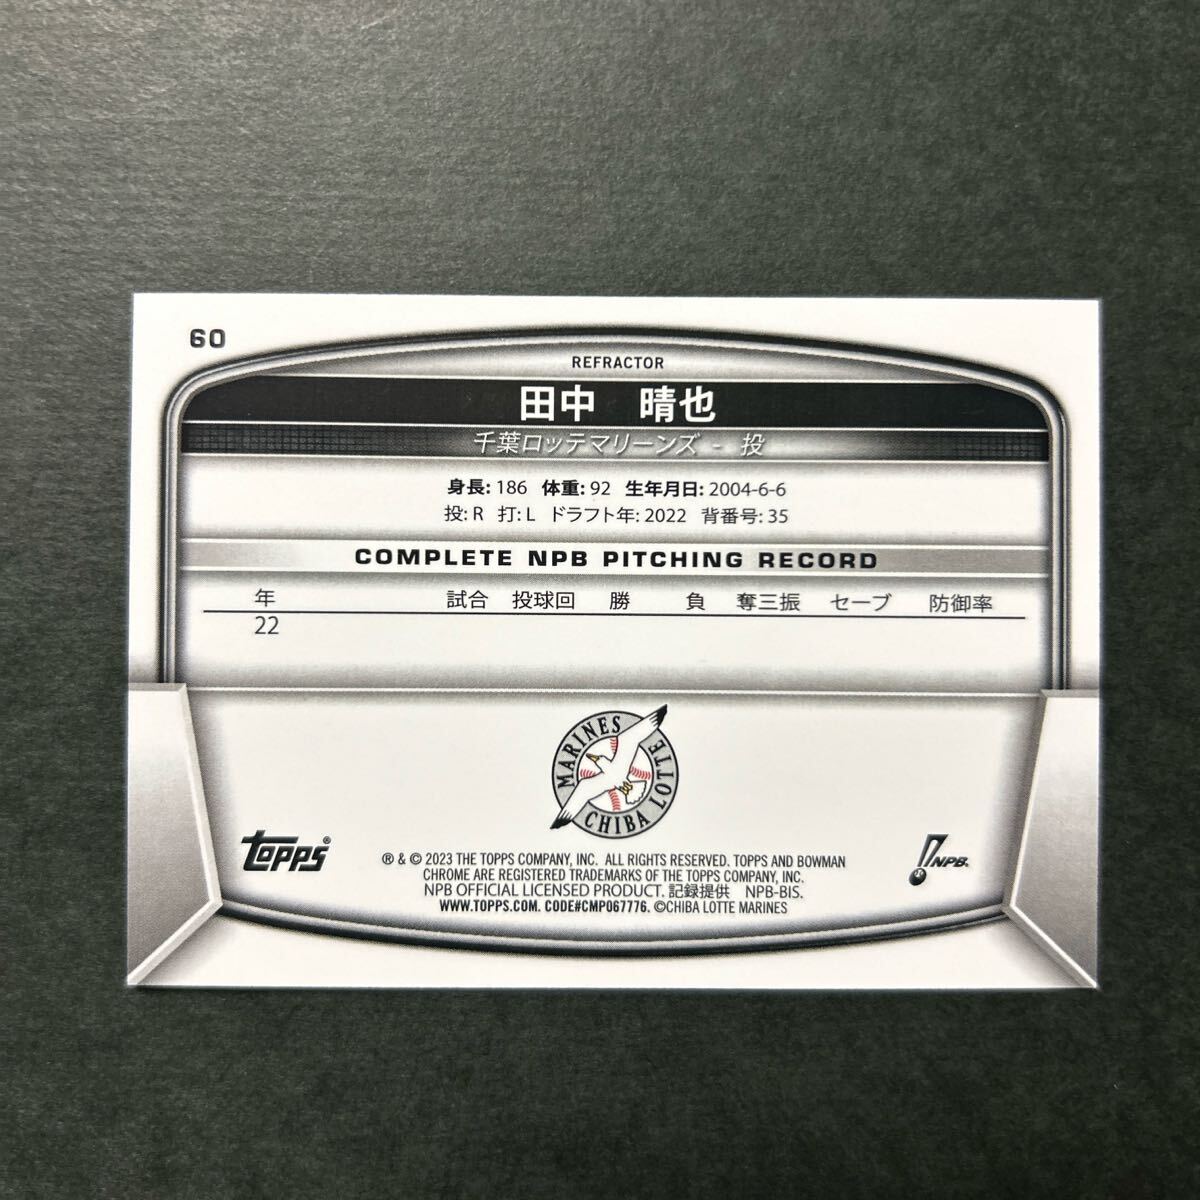 60
REFRACTOR
田中　晴也
千葉ロッテマリーンズ - 投
身長: 186 体重: 92 生年月日: 2004-6-6
投: R 打: L ドラフト年: 2022 背番号: 35
COMPLETE NPB PITCHING RECORD
年 試合 投球回 勝 負 奪三振 セーブ 防御率
22
MARINES
CHIBA LOTTE
TOPPS®
NPB.
® & © 2023 THE TOPPS COMPANY, INC. ALL RIGHTS RESERVED. TOPPS AND BOWMAN
CHROME ARE REGISTERED TRADEMARKS OF THE TOPPS COMPANY, INC.
NPB OFFICIAL LICENSED PRODUCT. 記録提供 NPB-BIS.
WWW.TOPPS.COM. CODE#CMP067776. ©CHIBA LOTTE MARINES